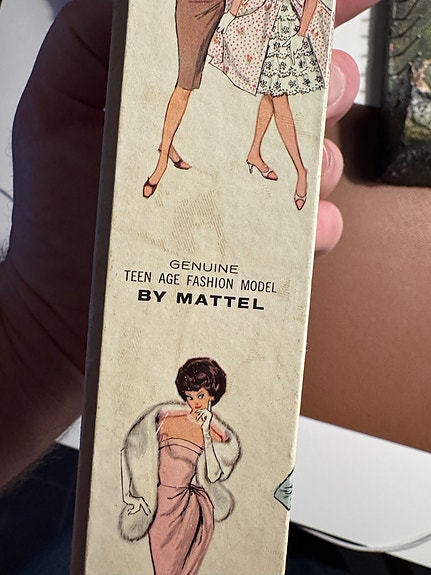 GENUINE
TEEN AGE FASHION MODEL
BY MATTEL